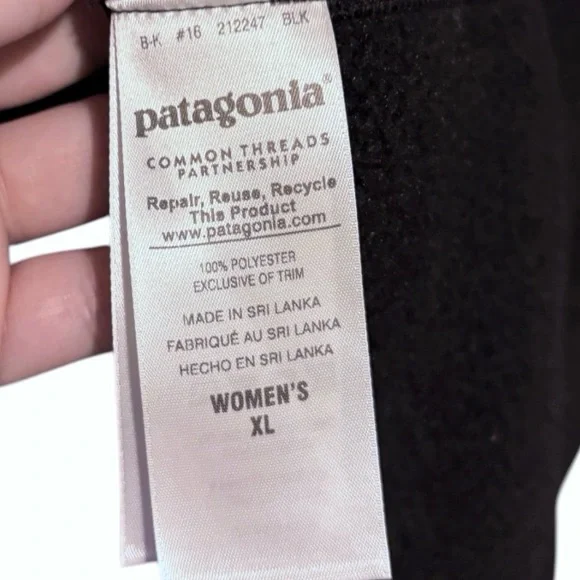 B-K #16 212247 BLK
patagonia®
COMMON THREADS
PARTNERSHIP
Repair, Reuse, Recycle
This Product
www.patagonia.com
100% POLYESTER
EXCLUSIVE OF TRIM
MADE IN SRI LANKA
FABRIQUÉ AU SRI LANKA
HECHO EN SRI LANKA
WOMEN'S
XL